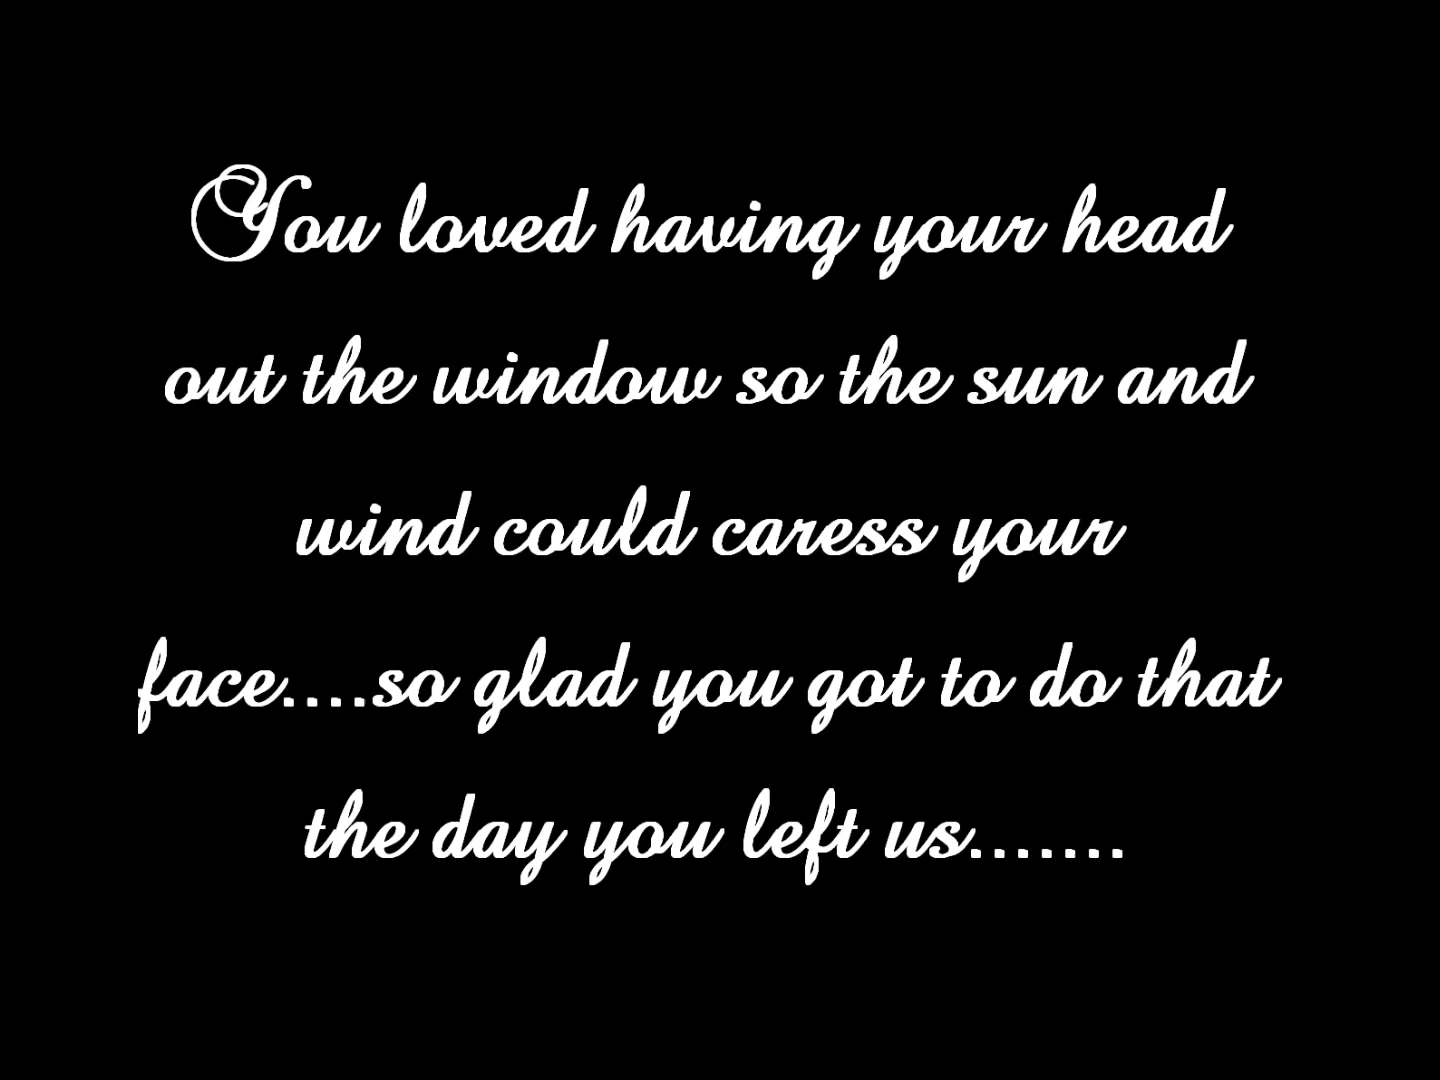 You loved having your head
out the window so the sun and
wind could caress your
face....so glad you got to do that
the day you left us.......